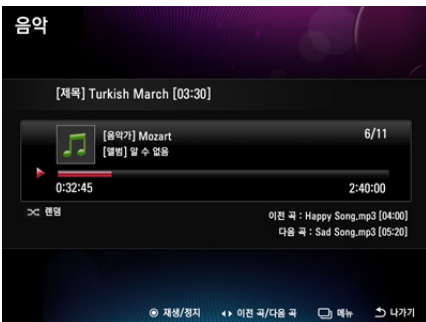 음악
[제목] Turkish March [03:30]
[음악가] Mozart
6/11
[앨범] 알 수 없음
0:32:45
2:40:00
랜덤
이전 곡 : Happy Song.mp3 [04:00]
다음 곡 : Sad Song.mp3 [05:20]
재생/정지 이전 곡/다음 곡 메뉴 나가기